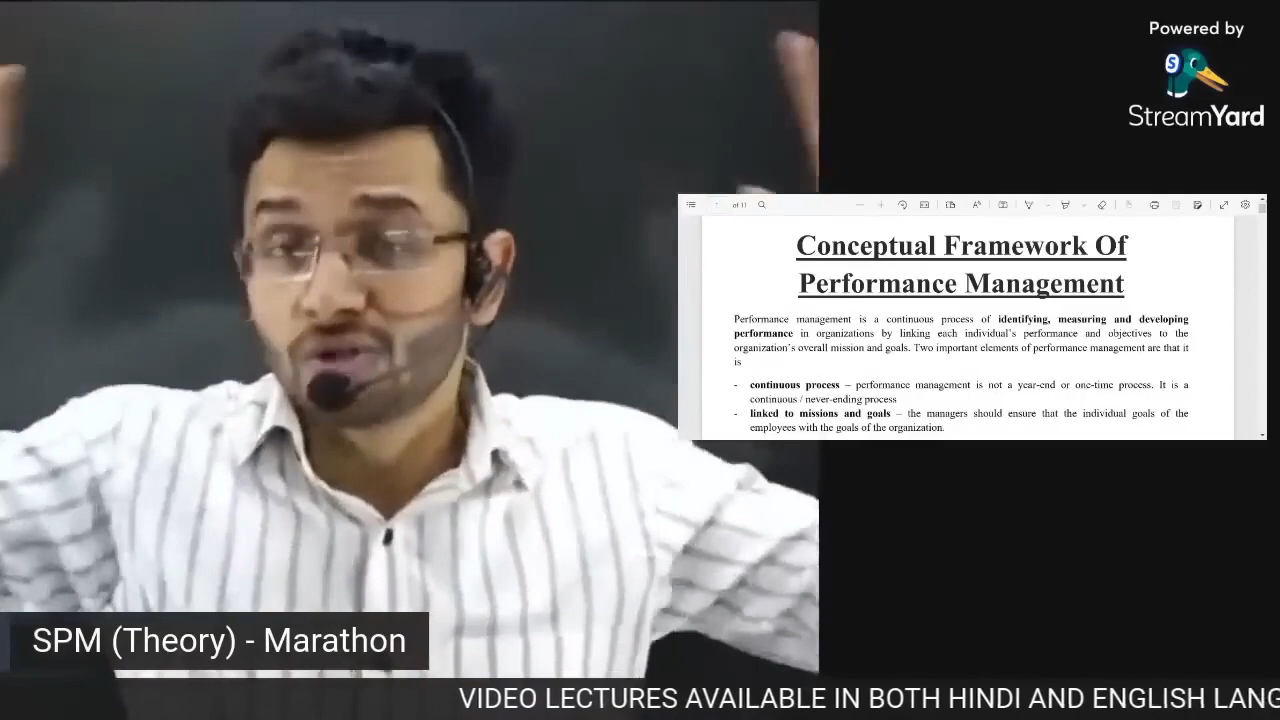 Powered by
StreamYard
of 11
Conceptual Framework Of
Performance Management
Performance management is a continuous process of identifying, measuring and developing
performance in organizations by linking each individual's performance and objectives to the
organization's overall mission and goals. Two important elements of performance management are that it
is
- continuous process – performance management is not a year-end or one-time process. It is a
continuous / never-ending process
- linked to missions and goals – the managers should ensure that the individual goals of the
employees with the goals of the organization.
SPM (Theory) - Marathon
VIDEO LECTURES AVAILABLE IN BOTH HINDI AND ENGLISH LANG